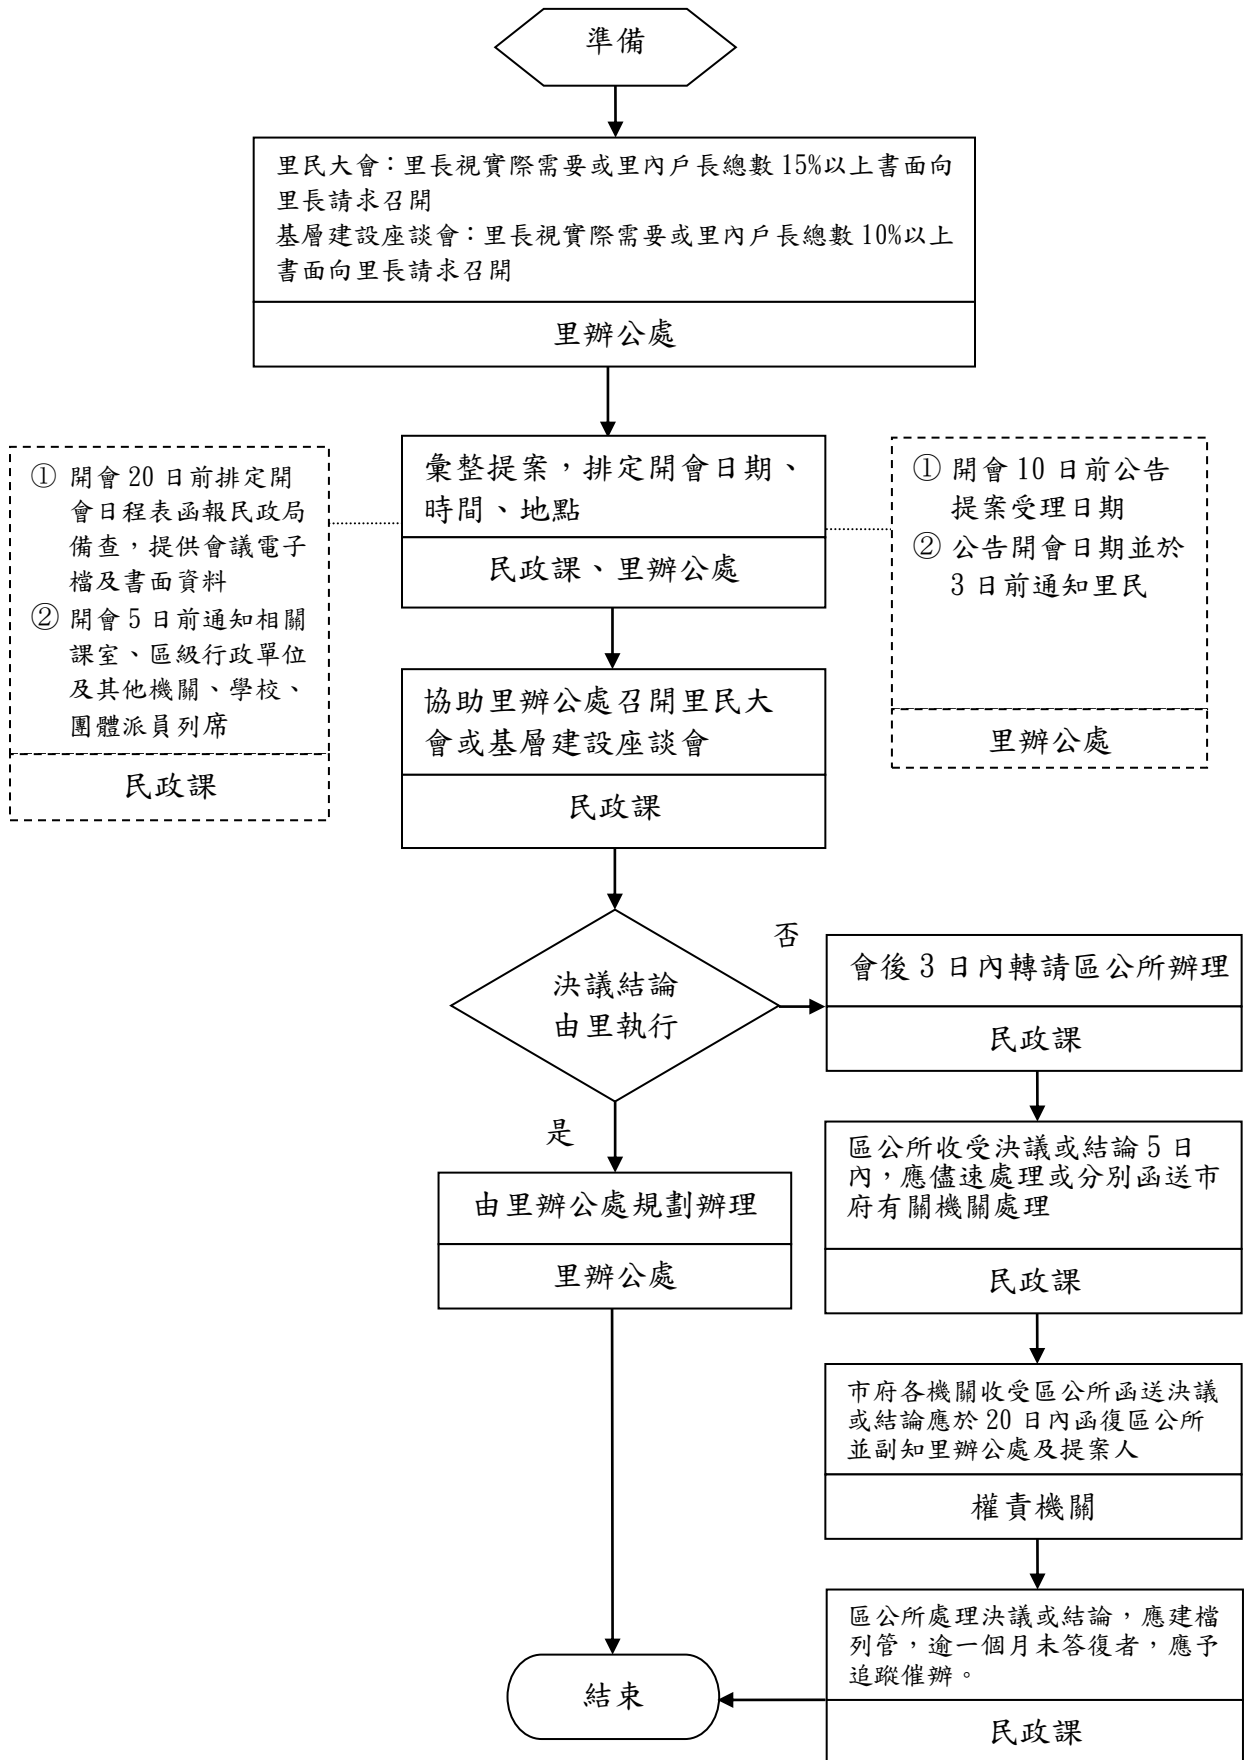 準備
里民大會：里長視實際需要或里內戶長總數 15%以上書面向
里長請求召開
基層建設座談會：里長視實際需要或里內戶長總數 10%以上
書面向里長請求召開
里辦公處
彙整提案，排定開會日期、
時間、地點
民政課、里辦公處
① 開會 20 日前排定開
會日程表函報民政局
備查，提供會議電子
檔及書面資料
② 開會 5 日前通知相關
課室、區級行政單位
及其他機關、學校、
團體派員列席
民政課
① 開會 10 日前公告
提案受理日期
② 公告開會日期並於
3 日前通知里民
里辦公處
協助里辦公處召開里民大
會或基層建設座談會
民政課
決議結論
由里執行
否
會後 3 日內轉請區公所辦理
民政課
是
由里辦公處規劃辦理
里辦公處
區公所收受決議或結論 5 日
內，應儘速處理或分別函送市
府有關機關處理
民政課
市府各機關收受區公所函送決議
或結論應於 20 日內函復區公所
並副知里辦公處及提案人
權責機關
區公所處理決議或結論，應建檔
列管，逾一個月未答復者，應予
追蹤催辦。
民政課
結束